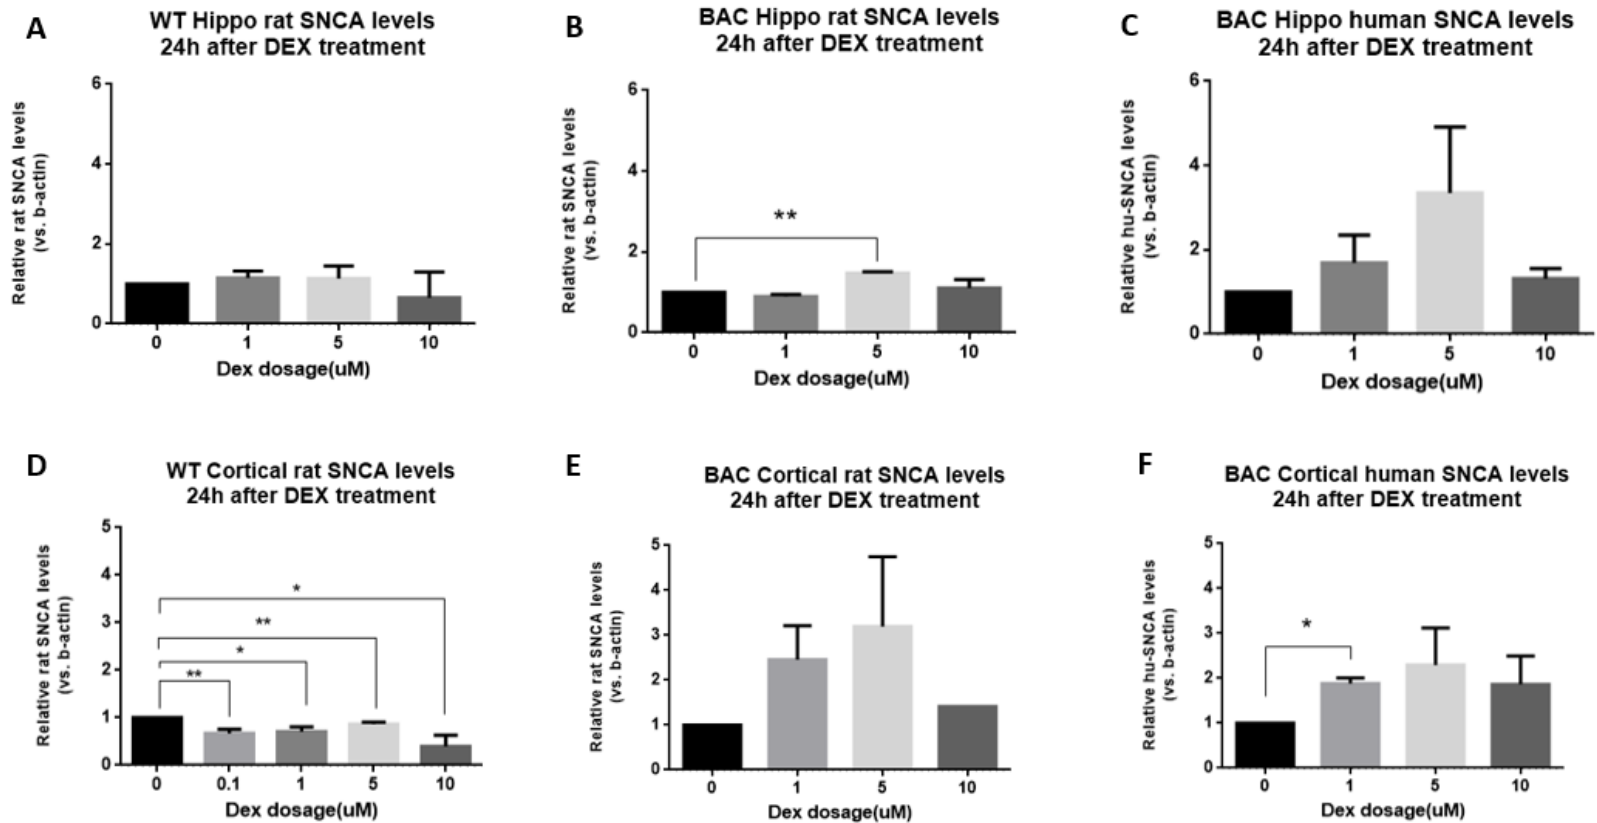 A
WT Hippo rat SNCA levels
24h after DEX treatment
Relative rat SNCA levels
(vs. b-actin)
6
4
2
0
0 1 5 10
Dex dosage(uM)
B
BAC Hippo rat SNCA levels
24h after DEX treatment
Relative rat SNCA levels
(vs. b-actin)
6
4
2
0
**
0 1 5 10
Dex dosage(uM)
C
BAC Hippo human SNCA levels
24h after DEX treatment
Relative hu-SNCA levels
(vs. b-actin)
6
4
2
0
0 1 5 10
Dex dosage(uM)
D
WT Cortical rat SNCA levels
24h after DEX treatment
Relative rat SNCA levels
(vs. b-actin)
5
4
3
2
1
0
*
**
*
**
0 0.1 1 5 10
Dex dosage(uM)
E
BAC Cortical rat SNCA levels
24h after DEX treatment
Relative rat SNCA levels
(vs. b-actin)
5
4
3
2
1
0
0 1 5 10
Dex dosage(uM)
F
BAC Cortical human SNCA levels
24h after DEX treatment
Relative hu-SNCA levels
(vs. b-actin)
5
4
3
2
1
0
*
0 1 5 10
Dex dosage(uM)